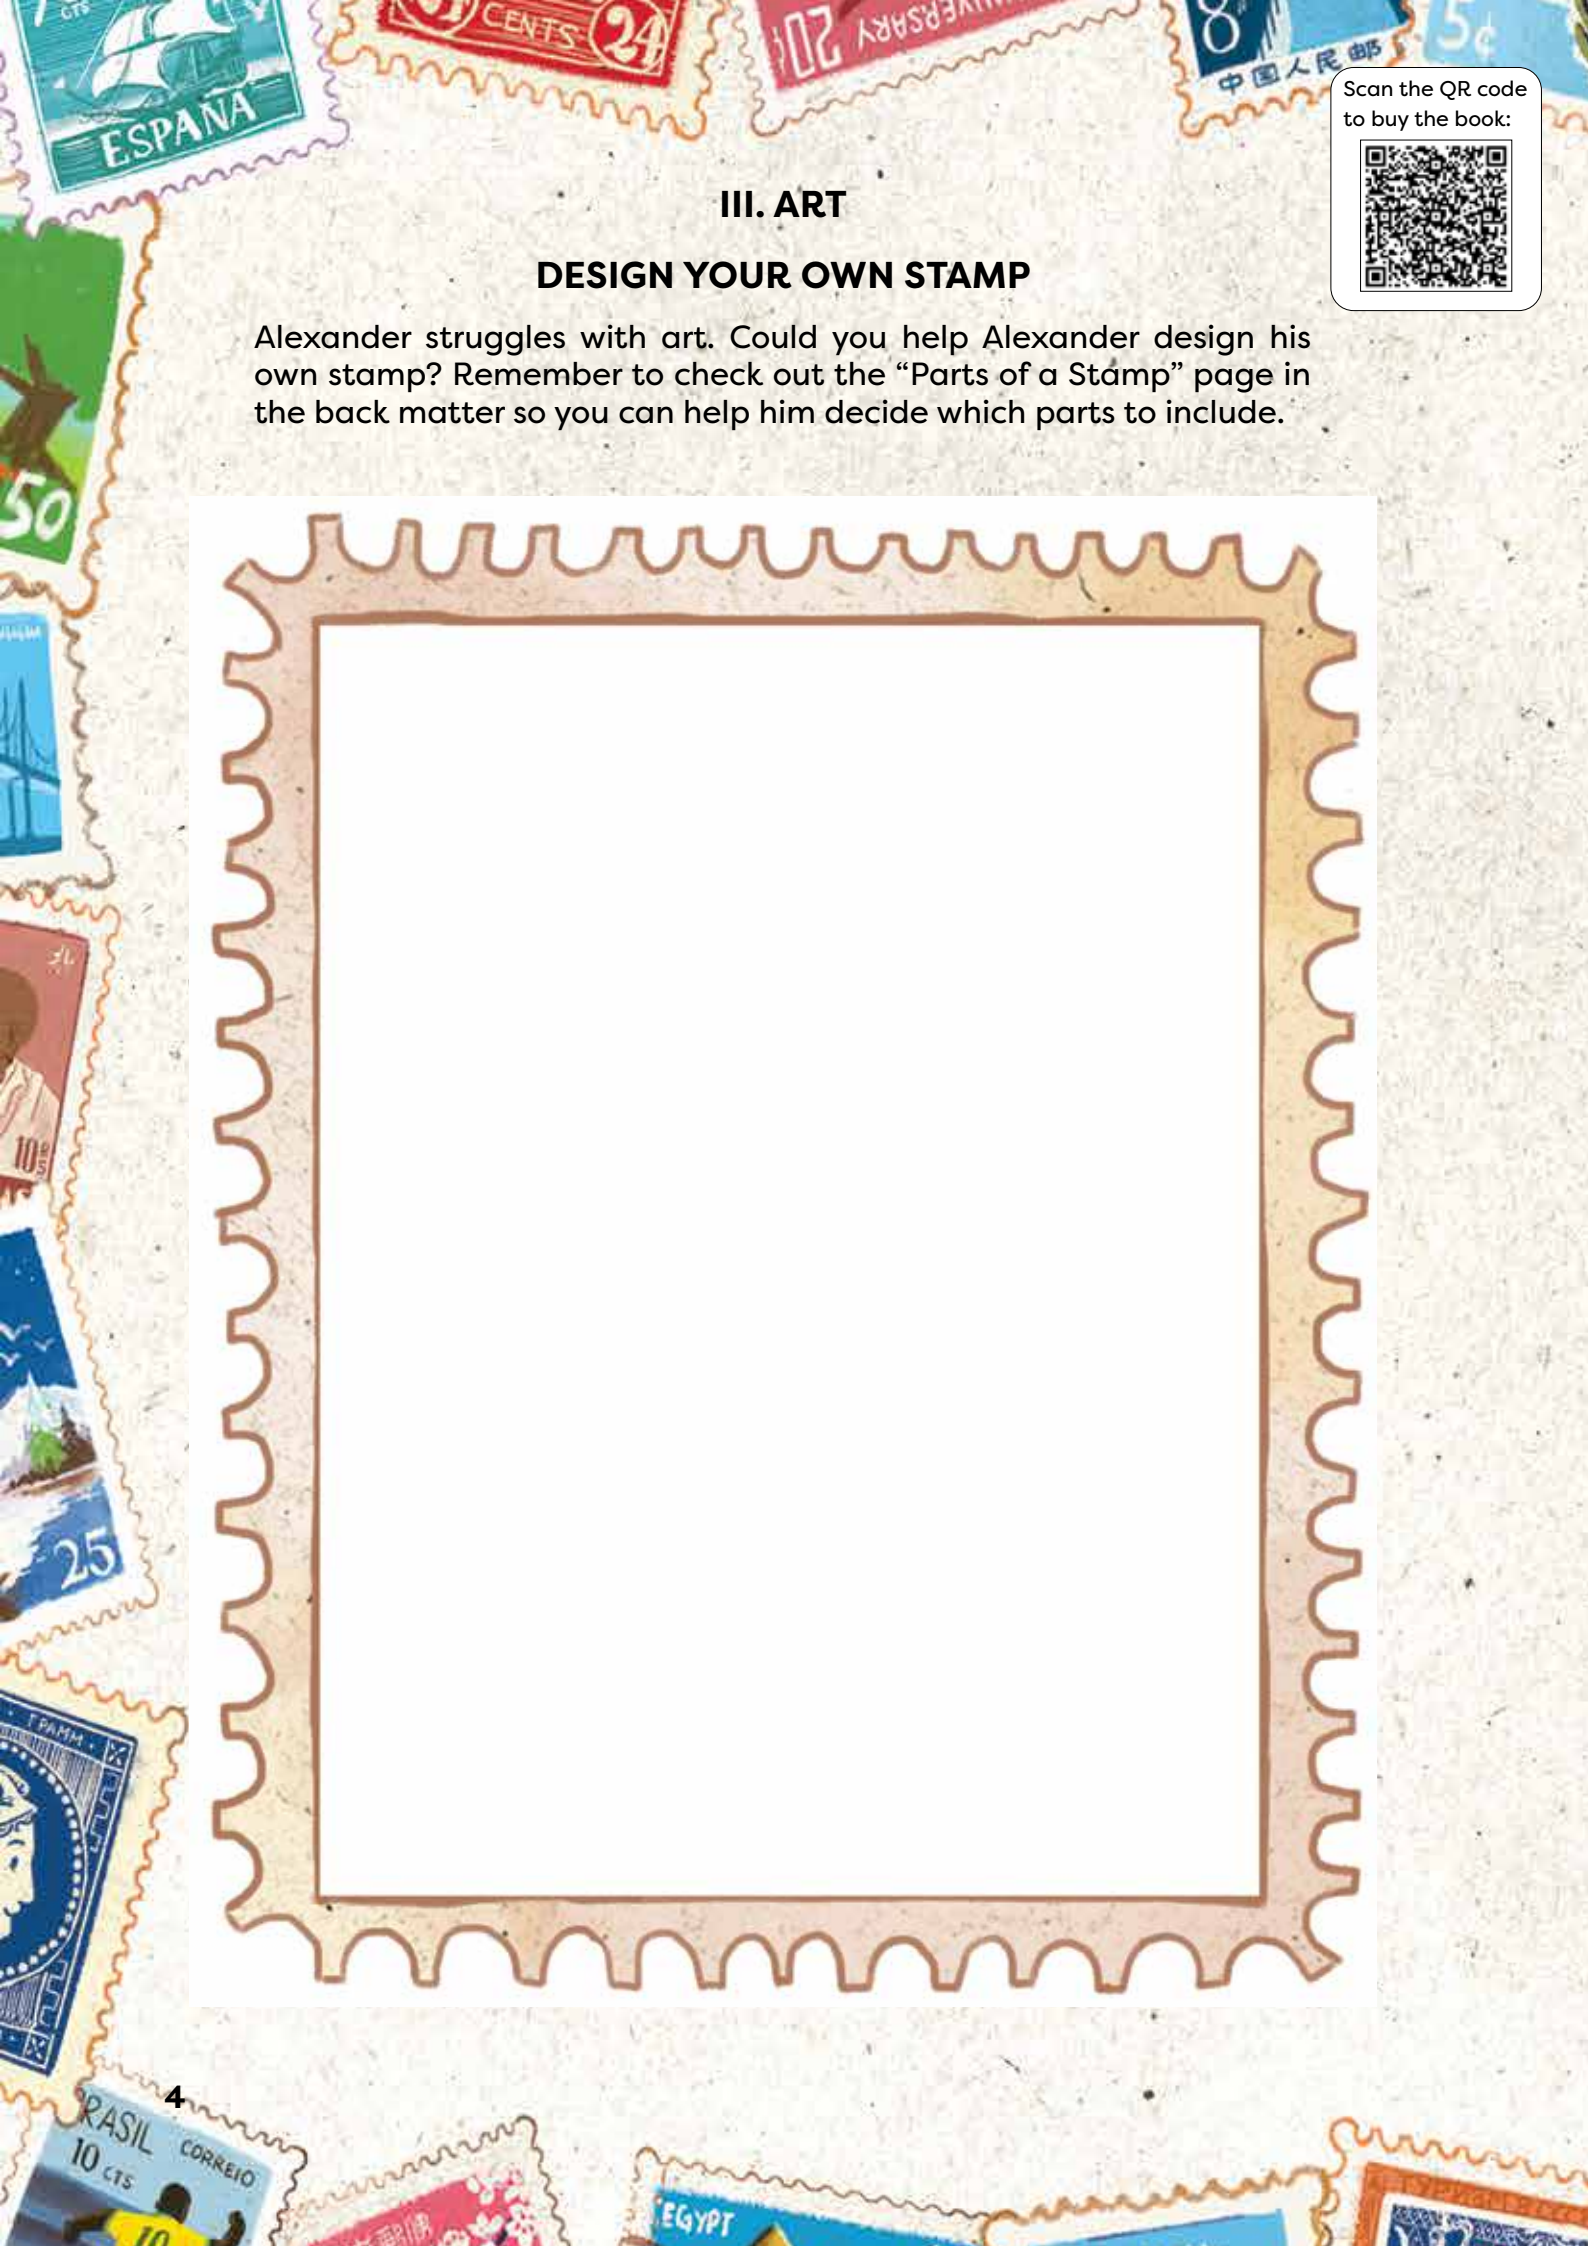 CTS
ESPAÑA
CENTS
24
20¢
ANNIVERSARY
8
中国人民邮
5¢
Scan the QR code
to buy the book:
III. ART
DESIGN YOUR OWN STAMP
Alexander struggles with art. Could you help Alexander design his
own stamp? Remember to check out the “Parts of a Stamp” page in
the back matter so you can help him decide which parts to include.
50
10
25
ΓΡΑΜΜ
4
RASIL
CORREIO
10 CTS
10
EGYPT